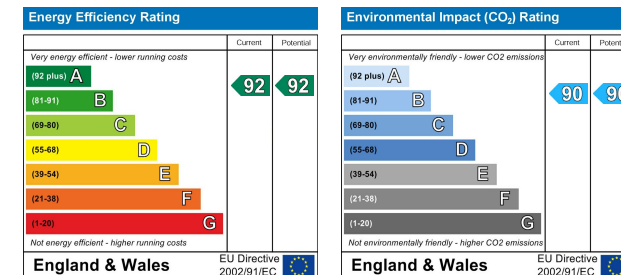 Energy Efficiency Rating
Current Potential
Very energy efficient - lower running costs
(92 plus) A
92 92
(81-91) B
(69-80) C
(55-68) D
(39-54) E
(21-38) F
(1-20) G
Not energy efficient - higher running costs
England & Wales
EU Directive
2002/91/EC
Environmental Impact (CO₂) Rating
Current Potent
Very environmentally friendly - lower CO2 emissions
(92 plus) A
(81-91) B
90 90
(69-80) C
(55-68) D
(39-54) E
(21-38) F
(1-20) G
Not environmentally friendly - higher CO2 emissions
England & Wales
EU Directive
2002/91/EC